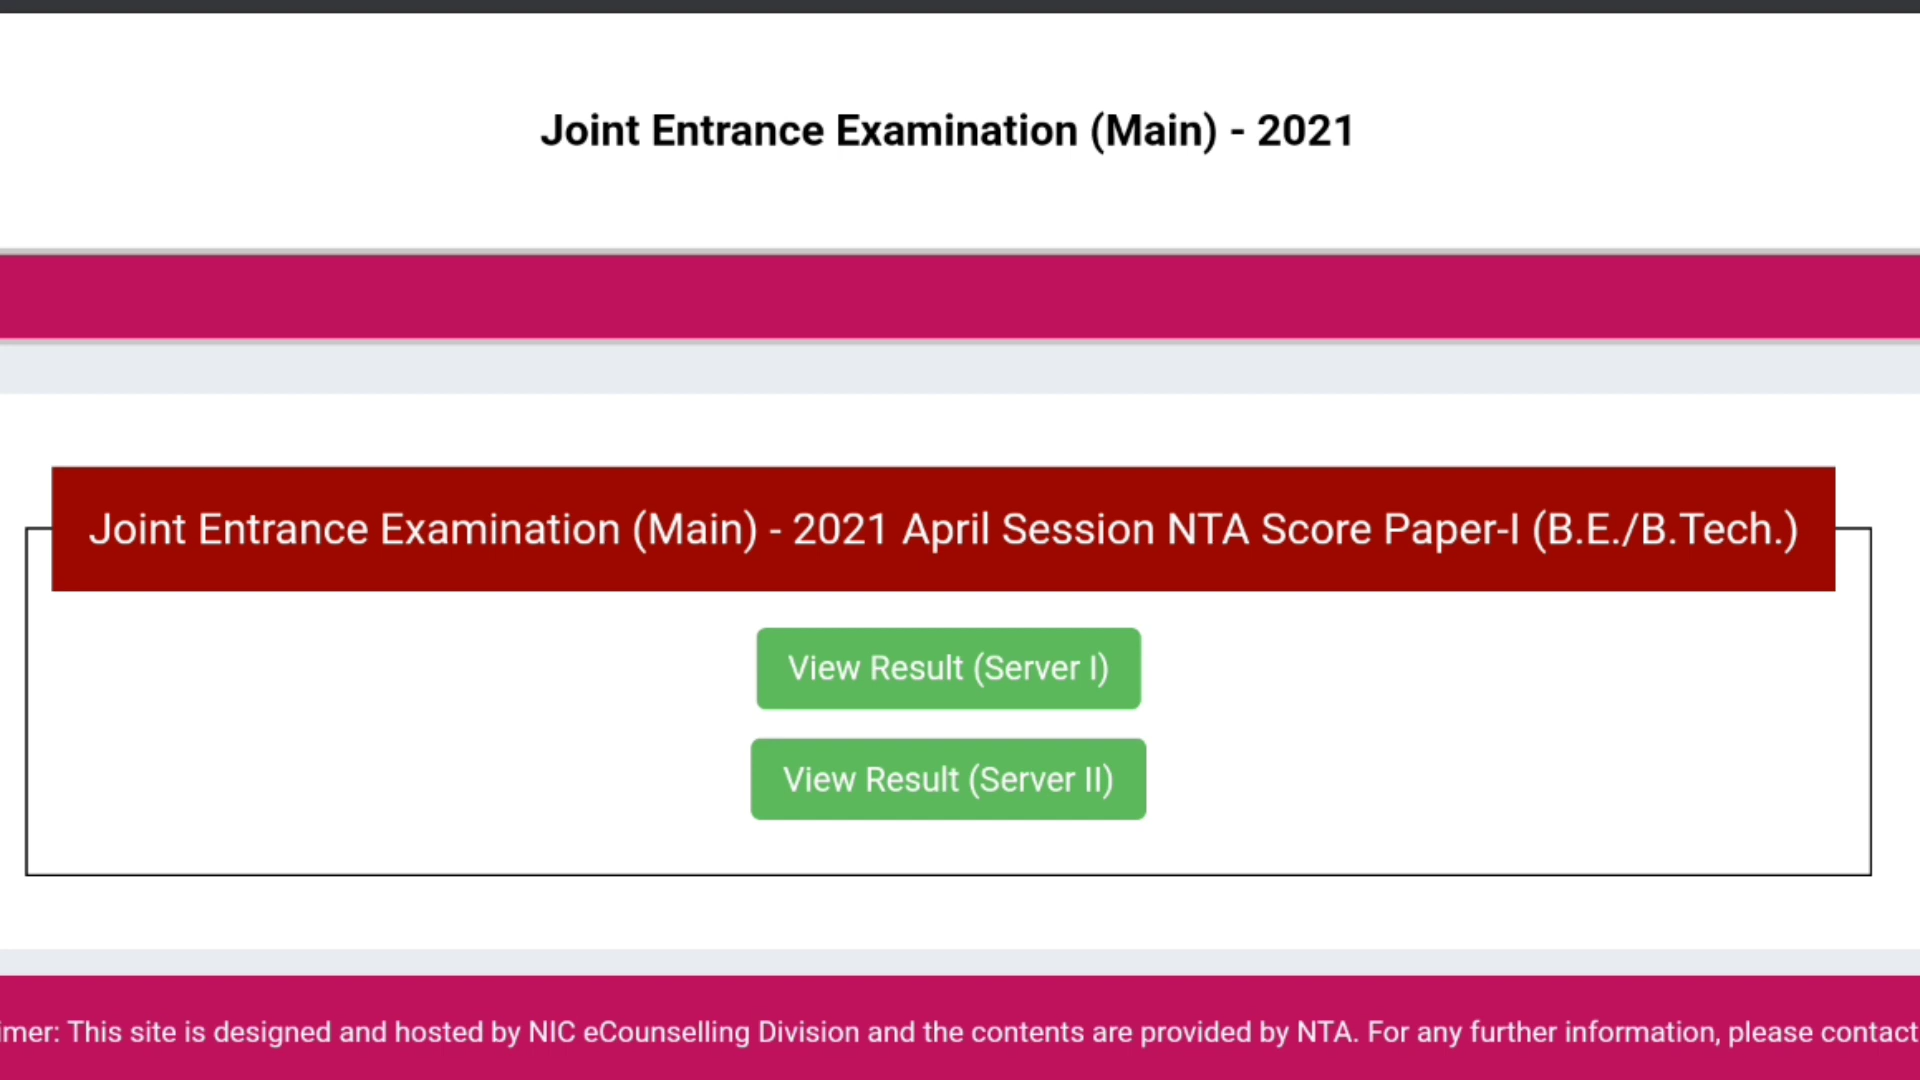 Joint Entrance Examination (Main) - 2021
Joint Entrance Examination (Main) - 2021 April Session NTA Score Paper-I (B.E./B.Tech.)
View Result (Server I)
View Result (Server II)
imer: This site is designed and hosted by NIC eCounselling Division and the contents are provided by NTA. For any further information, please contact